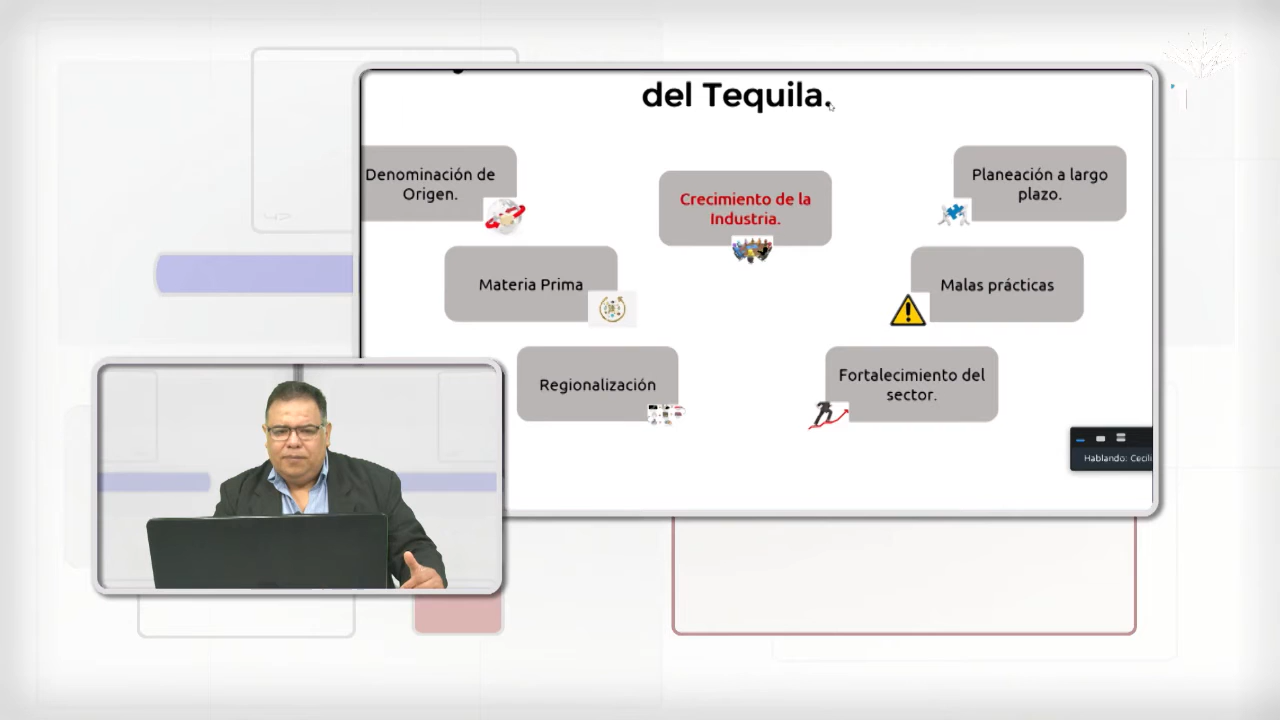 del Tequila.
Denominación de
Origen.
Crecimiento de la
Industria.
Planeación a largo
plazo.
Materia Prima
Malas prácticas
Regionalización
Fortalecimiento del
sector.
Hablando: Cecili